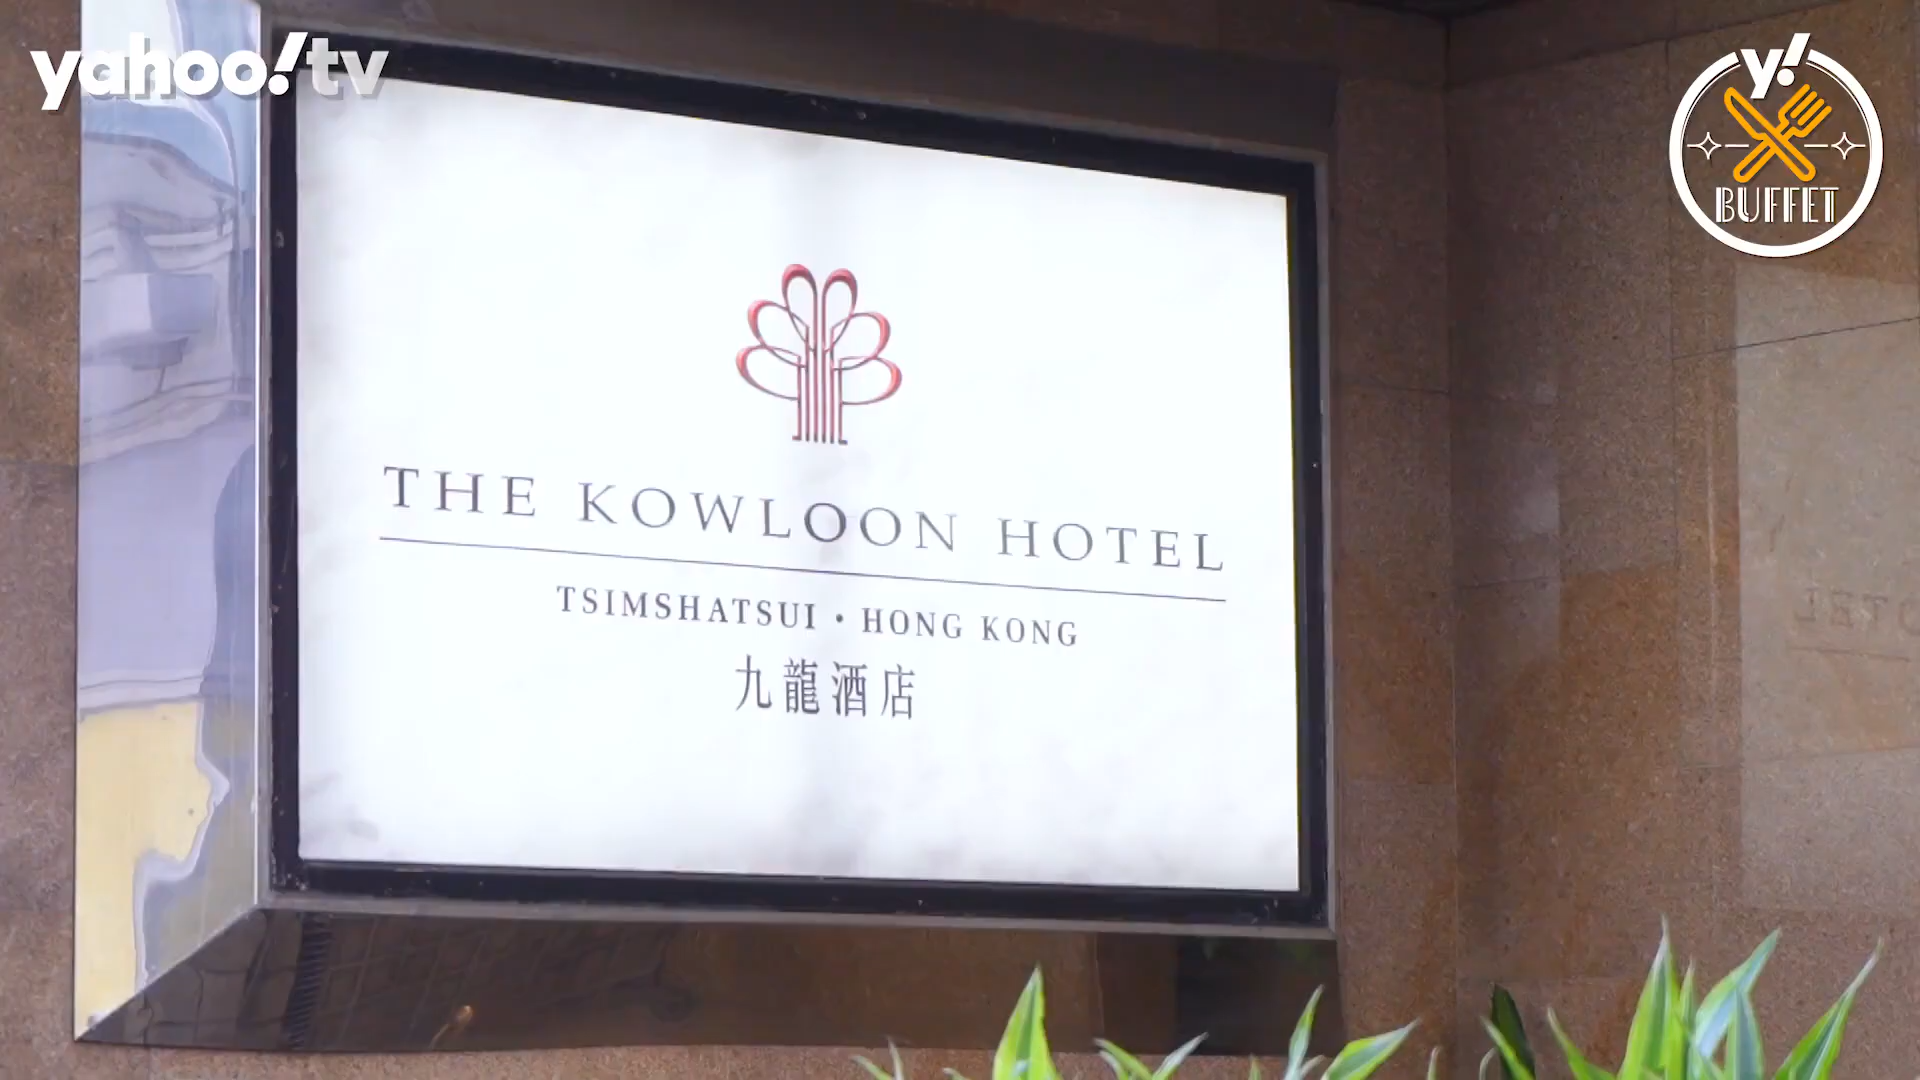 yahoo!tv
y!
BUFFET
THE KOWLOON HOTEL
TSIMSHATSUI • HONG KONG
九龍酒店